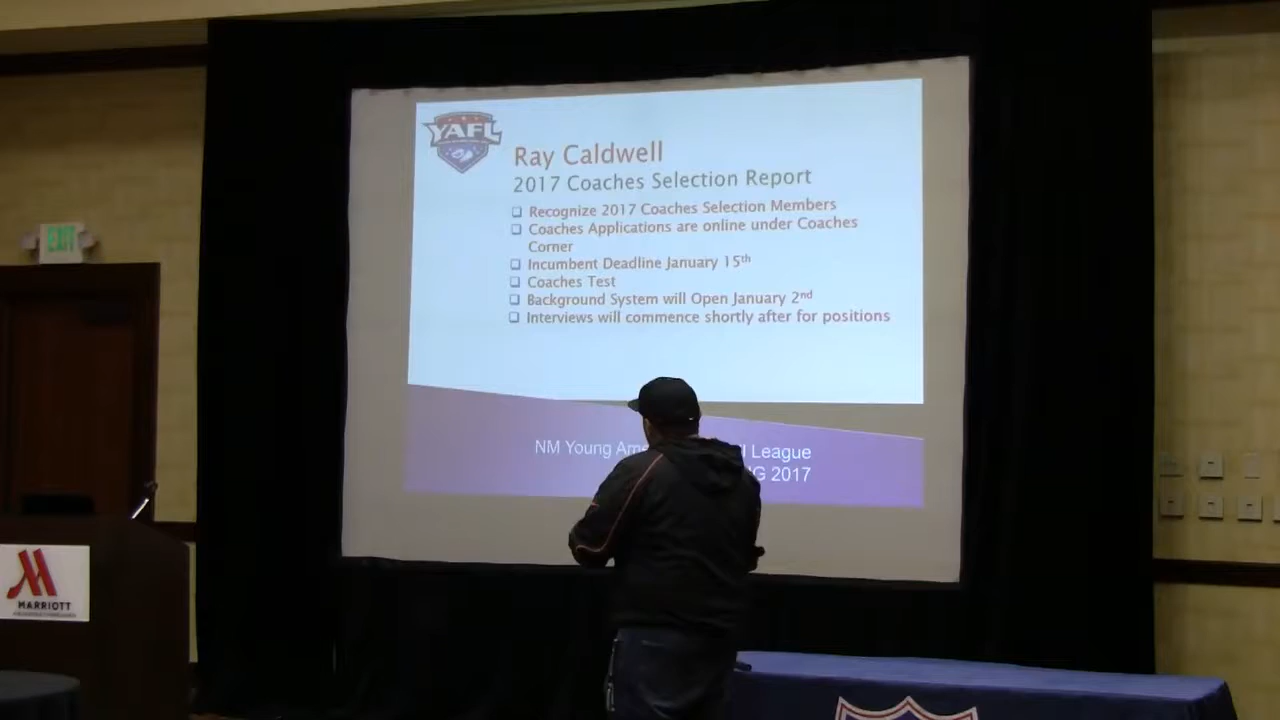 YAFL
Ray Caldwell
2017 Coaches Selection Report
Recognize 2017 Coaches Selection Members
Coaches Applications are online under Coaches
Corner
Incumbent Deadline January 15th
Coaches Test
Background System will Open January 2nd
Interviews will commence shortly after for positions
EXIT
NM Young League
2017
MARRIOTT